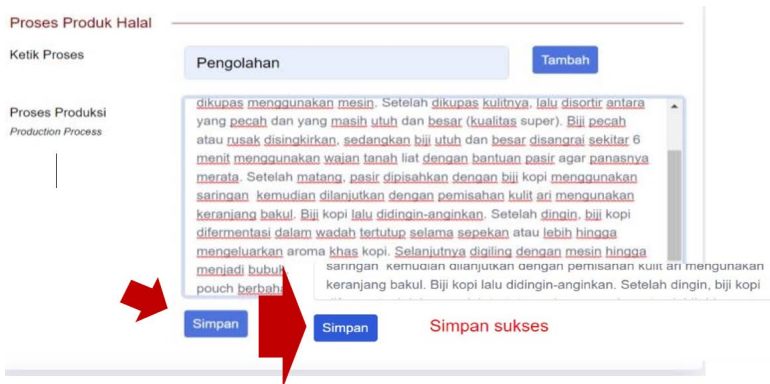 Proses Produk Halal
Ketik Proses
Pengolahan
Tambah
Proses Produksi
Production Process
dikupas menggunakan mesin. Setelah dikupas kulitnya, lalu disortir antara
yang pecah dan yang masih utuh dan besar (kualitas super). Biji pecah
atau rusak disingkirkan, sedangkan biji utuh dan besar disangrai sekitar 6
menit menggunakan wajan tanah liat dengan bantuan pasir agar panasnya
merata. Setelah matang, pasir dipisahkan dengan biji kopi menggunakan
saringan kemudian dilanjutkan dengan pemisahan kulit ari mengunakan
keranjang bakul. Biji kopi lalu didingin-anginkan. Setelah dingin, biji kopi
difermentasi dalam wadah tertutup selama sepekan atau lebih hingga
mengeluarkan aroma khas kopi. Selanjutnya digiling dengan mesin hingga
menjadi bubuk.
pouch berbaha
saringan kemudian dilanjutkan dengan pemisahan kulit ari mengunakan
keranjang bakul. Biji kopi lalu didingin-anginkan. Setelah dingin, biji kopi
Simpan
Simpan
Simpan sukses